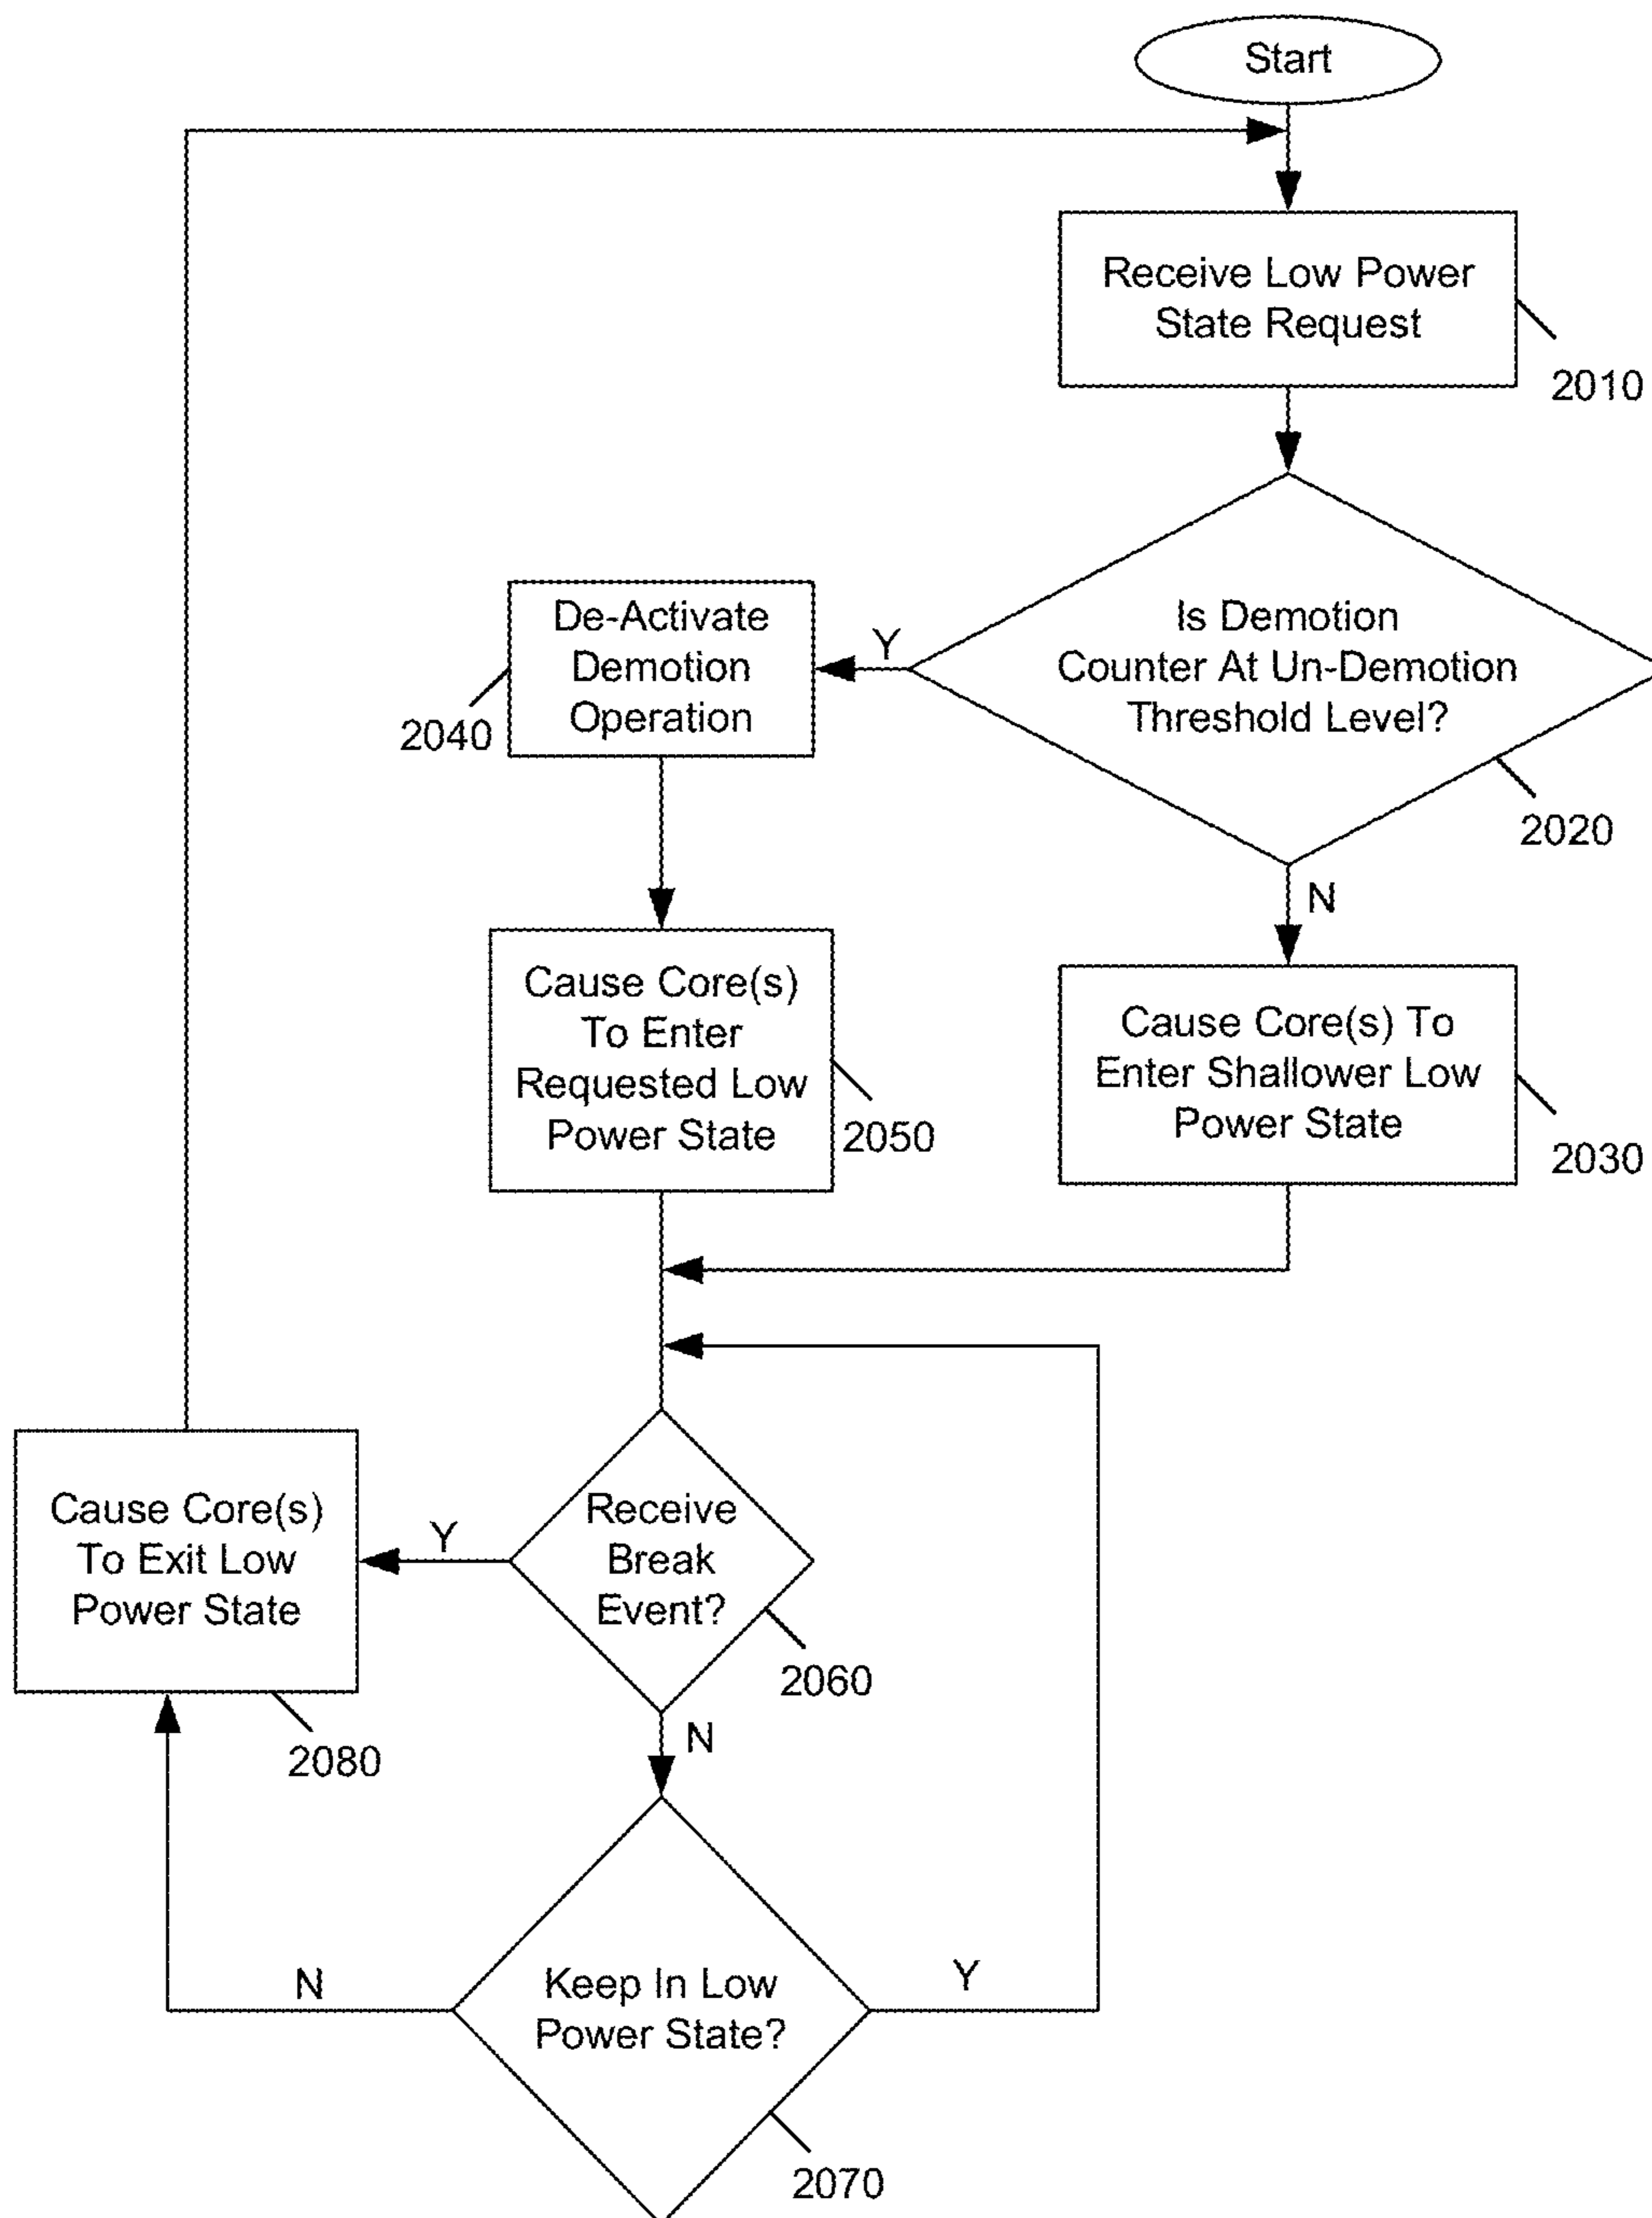 Start
Receive Low Power
State Request
2010
Is Demotion
Counter At Un-Demotion
Threshold Level?
2020
Y
N
De-Activate
Demotion
Operation
2040
Cause Core(s)
To Enter
Requested Low
Power State
2050
Cause Core(s) To
Enter Shallower Low
Power State
2030
Receive
Break
Event?
2060
Y
N
Cause Core(s)
To Exit Low
Power State
2080
Keep In Low
Power State?
2070
N
Y